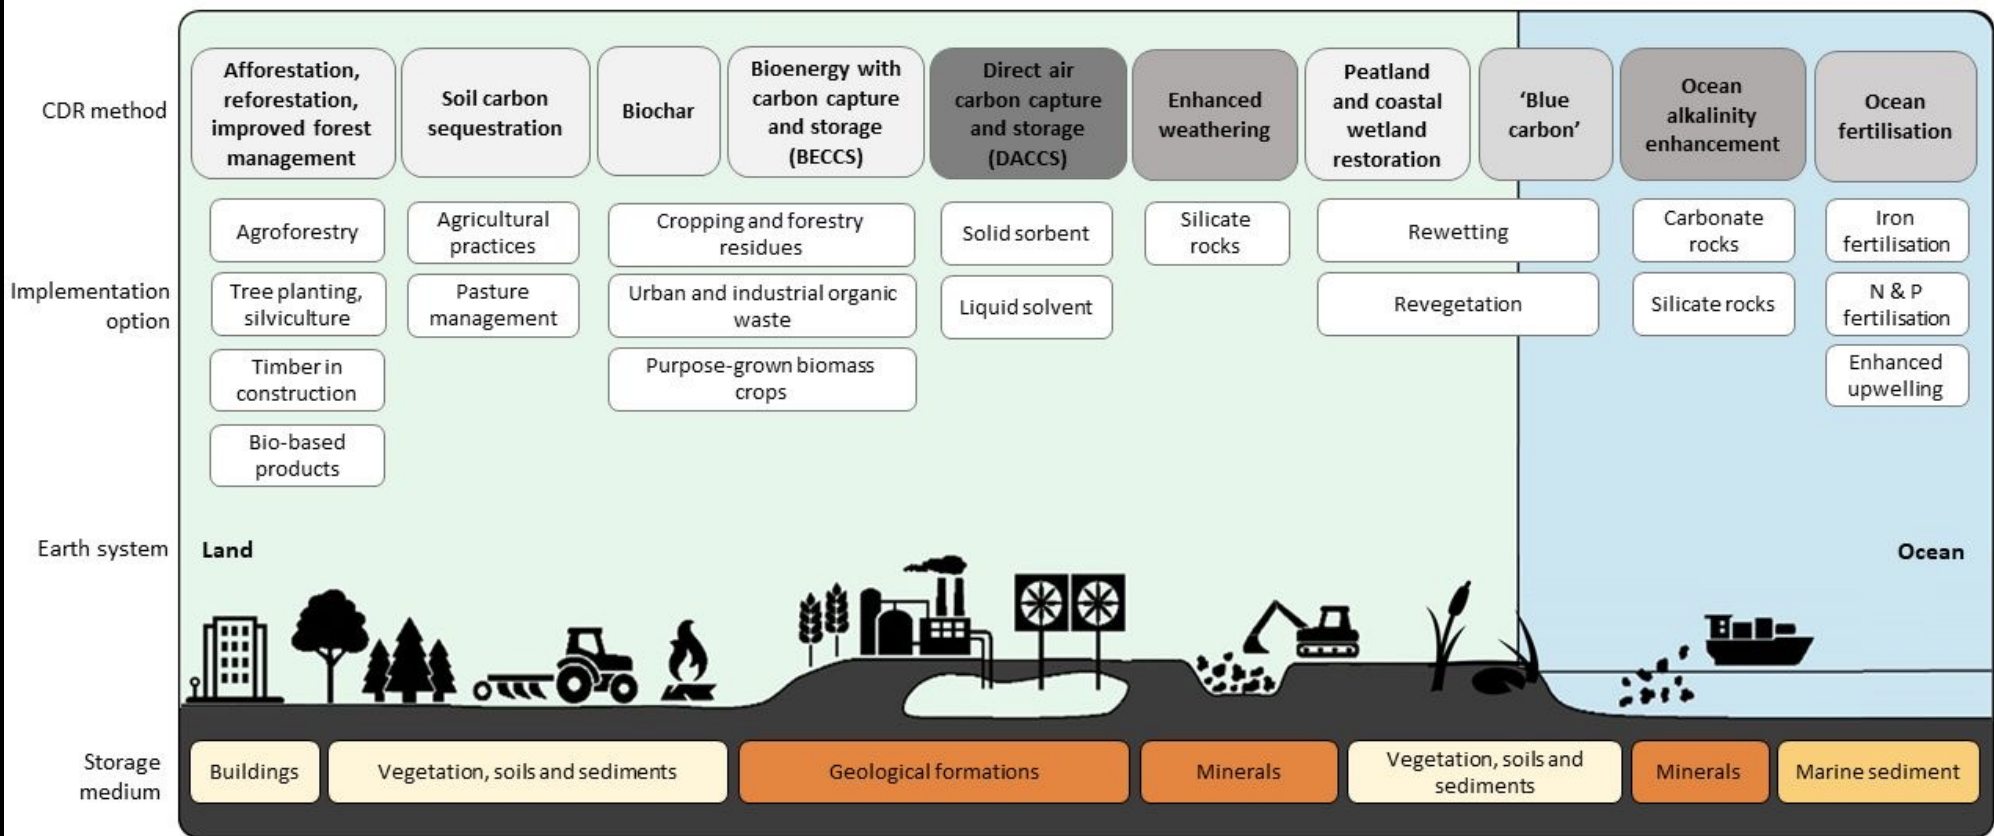 CDR method
Afforestation,
reforestation,
improved forest
management
Soil carbon
sequestration
Biochar
Bioenergy with
carbon capture
and storage
(BECCS)
Direct air
carbon capture
and storage
(DACCS)
Enhanced
weathering
Peatland
and coastal
wetland
restoration
‘Blue
carbon’
Ocean
alkalinity
enhancement
Ocean
fertilisation
Implementation
option
Agroforestry
Tree planting,
silviculture
Timber in
construction
Bio-based
products
Agricultural
practices
Pasture
management
Cropping and forestry
residues
Urban and industrial organic
waste
Purpose-grown biomass
crops
Solid sorbent
Liquid solvent
Silicate
rocks
Rewetting
Revegetation
Carbonate
rocks
Silicate rocks
Iron
fertilisation
N & P
fertilisation
Enhanced
upwelling
Earth system
Land
Ocean
Storage
medium
Buildings
Vegetation, soils and sediments
Geological formations
Minerals
Vegetation, soils and
sediments
Minerals
Marine sediment